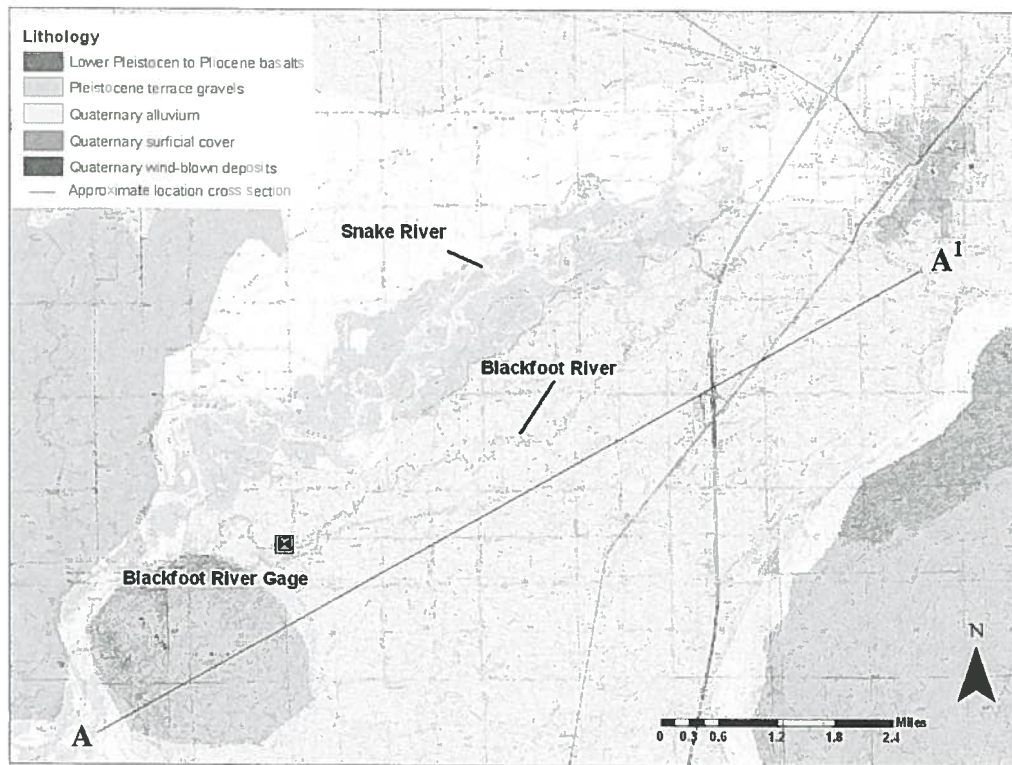 Lithology
Lower Pleistocen to Pliocene basalts
Pleistocene terrace gravels
Quaternary alluvium
Quaternary surficial cover
Quaternary wind-blown deposits
Approximate location cross section
Snake River
A¹
Blackfoot River
Blackfoot River Gage
N
A
Miles
0 0.3 0.6 1.2 1.8 2.4